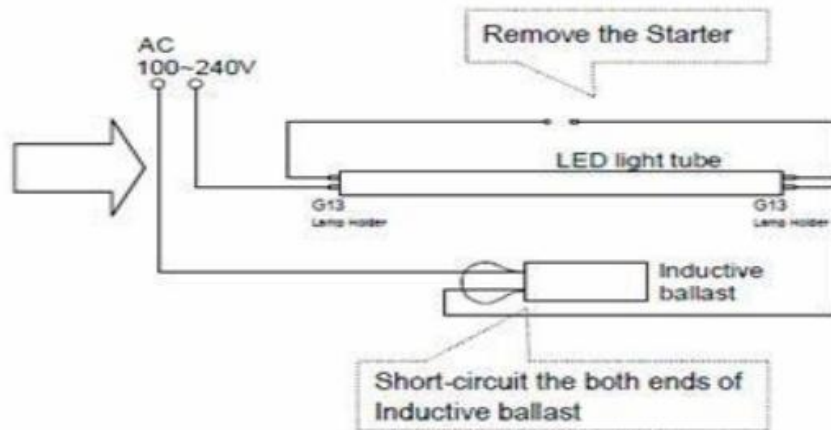 Remove the Starter
AC
100~240V
LED light tube
G13
Lamp Holder
G13
Lamp Holder
Inductive
ballast
Short-circuit the both ends of
Inductive ballast